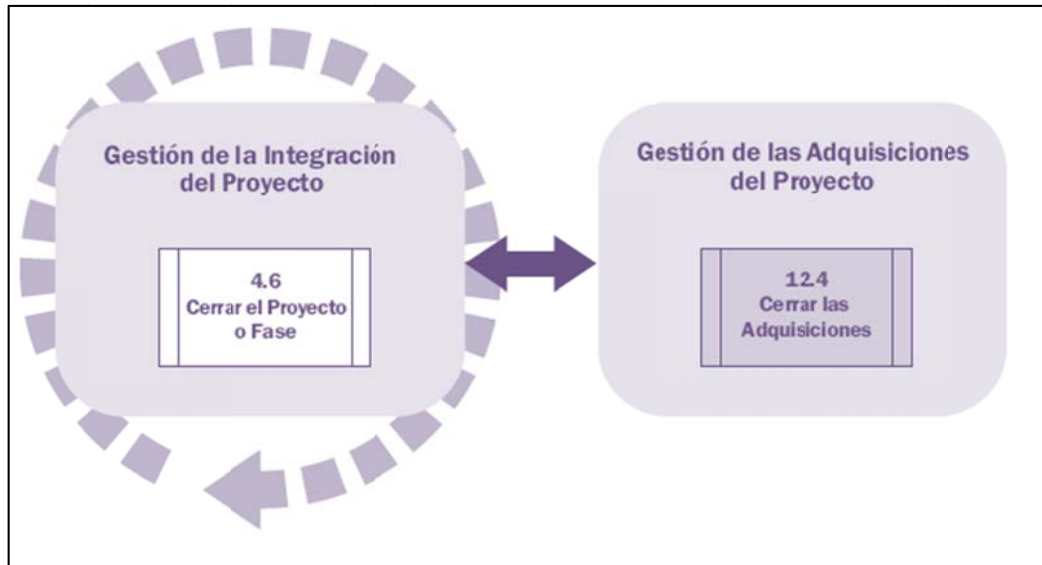 Gestión de la Integración
del Proyecto
4.6
Cerrar el Proyecto
o Fase
Gestión de las Adquisiciones
del Proyecto
12.4
Cerrar las
Adquisiciones